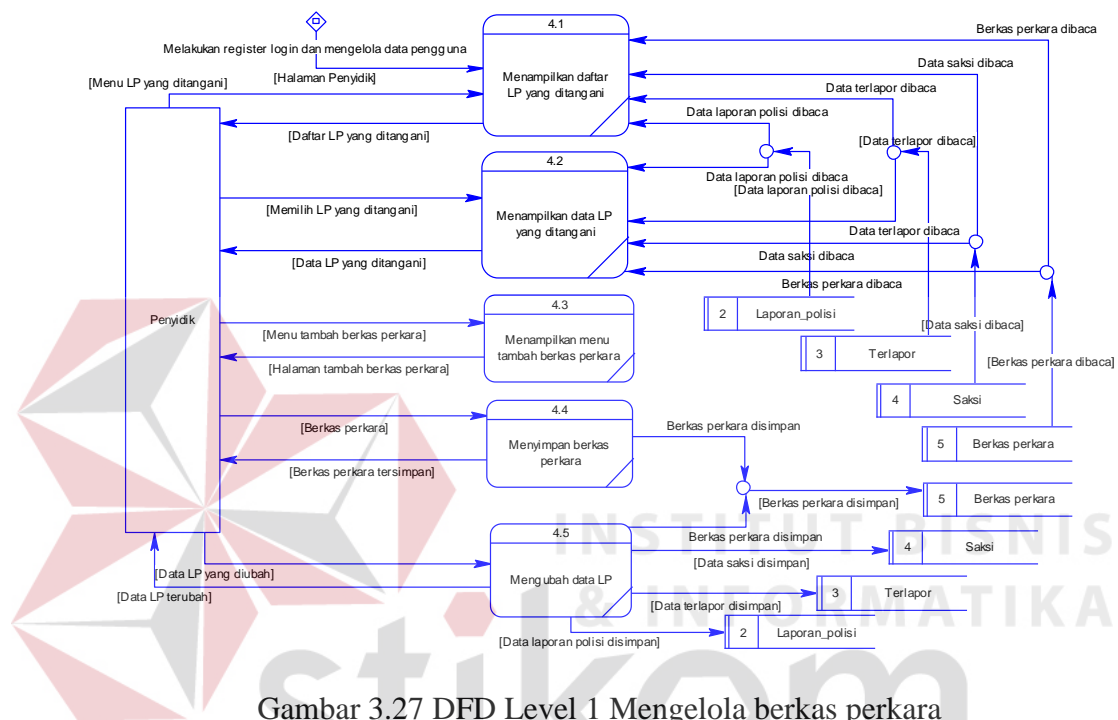 4.1
Menampilkan daftar
LP yang ditangani
Melakukan register login dan mengelola data pengguna
[Halaman Penyidik]
[Menu LP yang ditangani]
[Daftar LP yang ditangani]
Berkas perkara dibaca
Data saksi dibaca
Data terlapor dibaca
Data laporan polisi dibaca
[Data terlapor dibaca]
4.2
Menampilkan data LP
yang ditangani
Data laporan polisi dibaca
[Data laporan polisi dibaca]
[Memilih LP yang ditangani]
[Data LP yang ditangani]
Data terlapor dibaca
Data saksi dibaca
Berkas perkara dibaca
Penyidik
4.3
Menampilkan menu
tambah berkas perkara
[Menu tambah berkas perkara]
[Halaman tambah berkas perkara]
2 Laporan_polisi
[Data saksi dibaca]
3 Terlapor
[Berkas perkara dibaca]
4 Saksi
5 Berkas perkara
4.4
Menyimpan berkas
perkara
[Berkas perkara]
[Berkas perkara tersimpan]
Berkas perkara disimpan
[Berkas perkara disimpan]
5 Berkas perkara
4.5
Mengubah data LP
Berkas perkara disimpan
[Data saksi disimpan]
4 Saksi
[Data LP yang diubah]
[Data LP terubah]
[Data terlapor disimpan]
3 Terlapor
[Data laporan polisi disimpan]
2 Laporan_polisi
INSTITUT BISNIS
& INFORMATIKA
stikom
Gambar 3.27 DFD Level 1 Mengelola berkas perkara